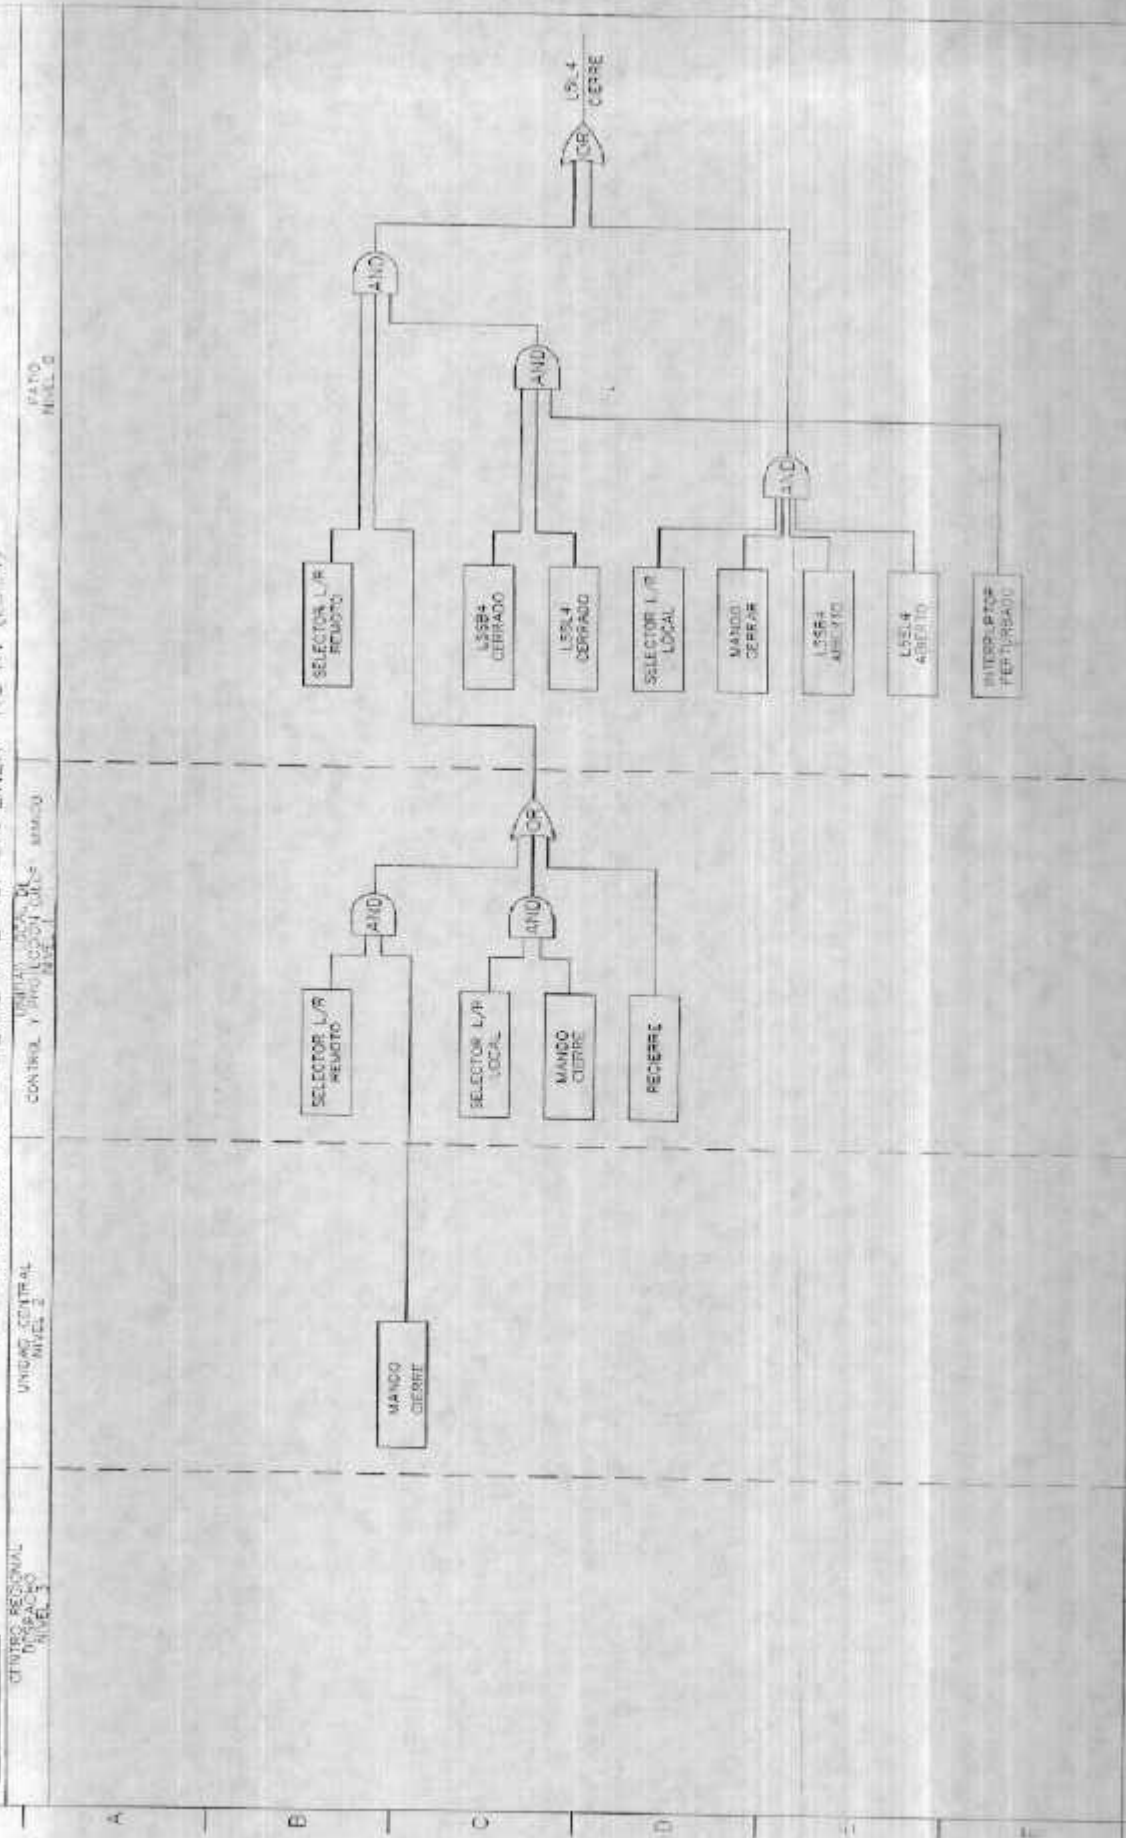 CENTRO REGIONAL
DESPACHO
NIVEL 3
UNIDAD CENTRAL
NIVEL 2
LOCAL DE
CONTROL Y
NIVEL 1
PATIO
NIVEL 0
A
B
C
D
E
F
MANDO
CIERRE
SELECTOR L/R
REMOTO
AND
SELECTOR L/R
LOCAL
MANDO
CIERRE
AND
RECIERRE
OR
SELECTOR L/R
REMOTO
AND
L5SB4
CERRADO
L5SL4
CERRADO
AND
SELECTOR L/R
LOCAL
MANDO
CERRAR
L5SB4
ABIERTO
L5SL4
ABIERTO
AND
INTERRUPTOR
PERTURBADO
OR
CIERRE